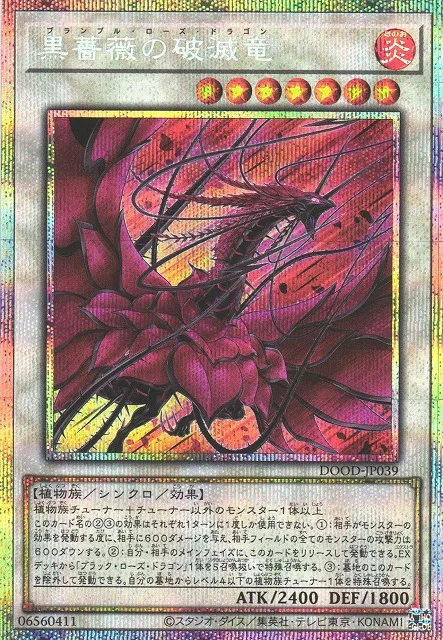 ブランブル・ローズ・ドラゴン
黒薔薇の破滅竜
ほのお
炎
DOOD-JP039
【植物族／シンクロ／効果】
植物族チューナー＋チューナー以外のモンスター1体以上
このカード名の②③の効果はそれぞれ1ターンに1度しか使用できない。①：相手がモンスターの
効果を発動する度に、相手に600ダメージを与え、相手フィールドの全てのモンスターの攻撃力は
600ダウンする。②：自分・相手のメインフェイズに、このカードをリリースして発動できる。EX
デッキから「ブラック・ローズ・ドラゴン」1体をS召喚扱いで特殊召喚する。③：墓地のこのカード
を除外して発動できる。自分の墓地からレベル4以下の植物族チューナー1体を特殊召喚する。
ATK/2400 DEF/1800
06560411
©スタジオ・ダイス／集英社・テレビ東京・KONAMI